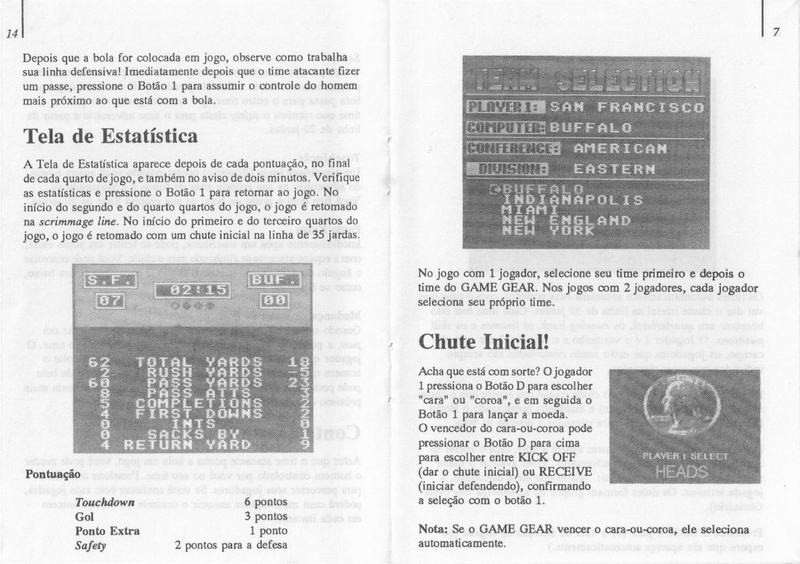 14
Depois que a bola for colocada em jogo, observe como trabalha
sua linha defensiva! Imediatamente depois que o time atacante fizer
um passe, pressione o Botão 1 para assumir o controle do homem
mais próximo ao que está com a bola.
Tela de Estatística
A Tela de Estatística aparece depois de cada pontuação, no final
de cada quarto de jogo, e também no aviso de dois minutos. Verifique
as estatísticas e pressione o Botão 1 para retornar ao jogo. No
início do segundo e do quarto quartos do jogo, o jogo é retomado
na scrimmage line. No início do primeiro e do terceiro quartos do
jogo, o jogo é retomado com um chute inicial na linha de 35 jardas.
S.F. 02:15 BUF.
07 00
62 TOTAL YARDS 18
2 RUSH YARDS -5
60 PASS YARDS 23
8 PASS ATTS 3
5 COMPLETIONS 2
4 FIRST DOWNS 2
0 INTS 0
0 SACKS BY 1
4 RETURN YARD 9
Pontuação
Touchdown 6 pontos
Gol 3 pontos
Ponto Extra 1 ponto
Safety 2 pontos para a defesa
7
TEAM SELECTION
PLAYER 1: SAN FRANCISCO
COMPUTER: BUFFALO
CONFERENCE: AMERICAN
DIVISION: EASTERN
BUFFALO
INDIANAPOLIS
MIAMI
NEW ENGLAND
NEW YORK
No jogo com 1 jogador, selecione seu time primeiro e depois o
time do GAME GEAR. Nos jogos com 2 jogadores, cada jogador
seleciona seu próprio time.
Chute Inicial!
Acha que está com sorte? O jogador
1 pressiona o Botão D para escolher
"cara" ou "coroa", e em seguida o
Botão 1 para lançar a moeda.
O vencedor do cara-ou-coroa pode
pressionar o Botão D para cima
para escolher entre KICK OFF
(dar o chute inicial) ou RECEIVE
(iniciar defendendo), confirmando
a seleção com o botão 1.
PLAYER 1 SELECT
HEADS
Nota: Se o GAME GEAR vencer o cara-ou-coroa, ele seleciona
automaticamente.